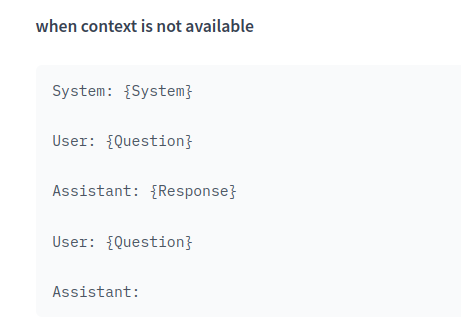 when context is not available
System: {System}
User: {Question}
Assistant: {Response}
User: {Question}
Assistant: